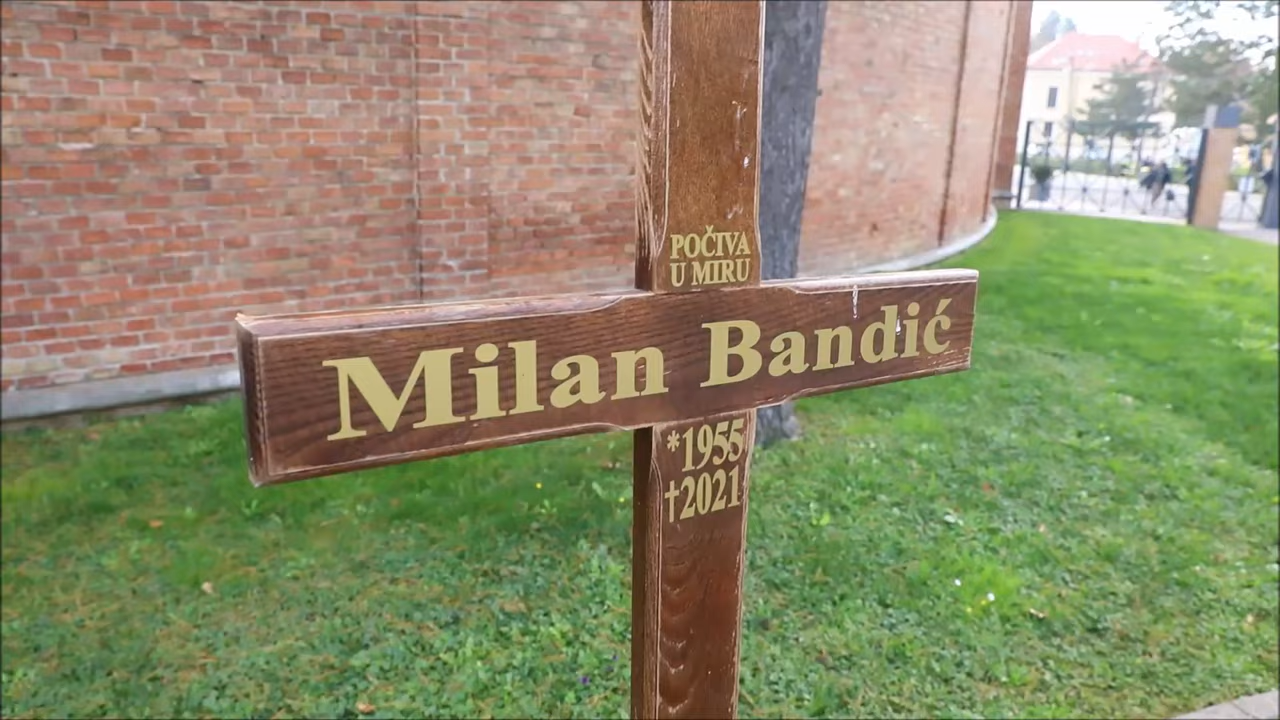 POČIVA
U MIRU
Milan Bandić
*1955
†2021